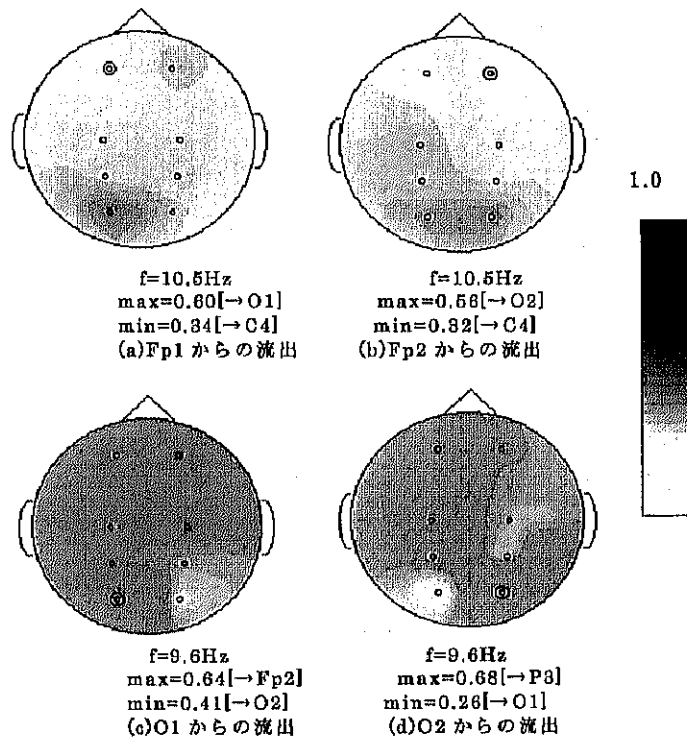 1.0
f=10.5Hz
max=0.60[→O1]
min=0.34[→C4]
(a)Fp1 からの流出
f=10.5Hz
max=0.56[→O2]
min=0.32[→C4]
(b)Fp2 からの流出
f=9.6Hz
max=0.64[→Fp2]
min=0.41[→O2]
(c)O1 からの流出
f=9.6Hz
max=0.68[→P3]
min=0.26[→O1]
(d)O2 からの流出